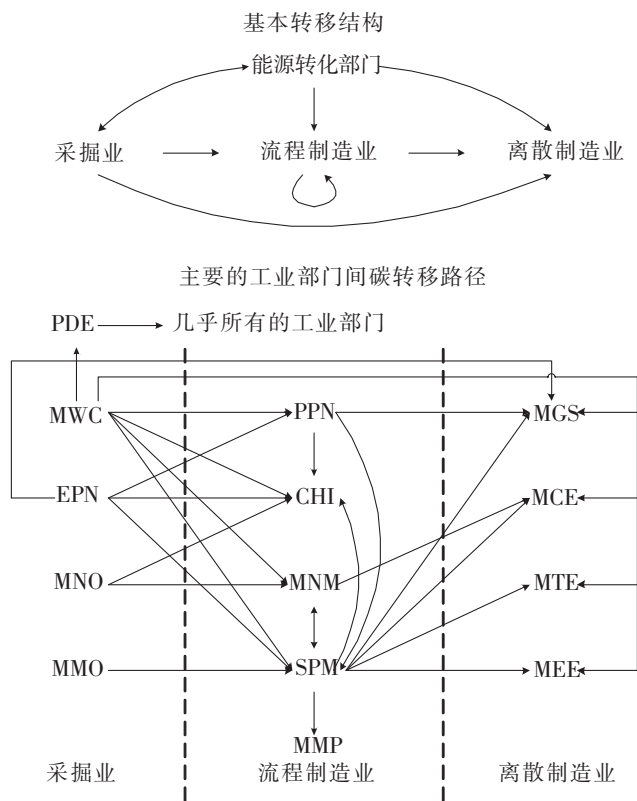 基本转移结构
能源转化部门
采掘业 流程制造业 离散制造业
主要的工业部门间碳转移路径
PDE 几乎所有的工业部门
MWC PPN MGS
EPN CHI MCE
MNO MNM MTE
MMO SPM MEE
MMP
采掘业 流程制造业 离散制造业